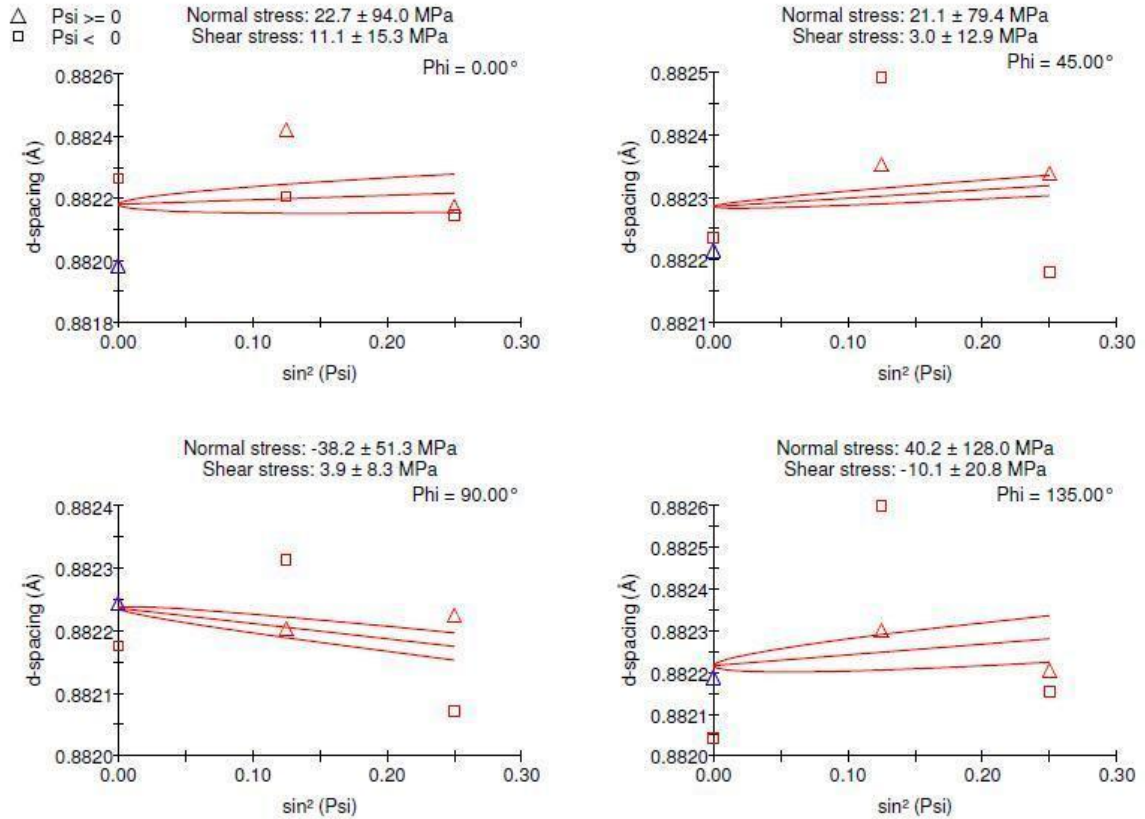 Psi >= 0
Psi < 0
Normal stress: 22.7 ± 94.0 MPa
Shear stress: 11.1 ± 15.3 MPa
Phi = 0.00°
0.8826
0.8824
0.8822
0.8820
0.8818
d-spacing (Å)
0.00 0.10 0.20 0.30
sin² (Psi)
Normal stress: 21.1 ± 79.4 MPa
Shear stress: 3.0 ± 12.9 MPa
Phi = 45.00°
0.8825
0.8824
0.8823
0.8822
0.8821
d-spacing (Å)
0.00 0.10 0.20 0.30
sin² (Psi)
Normal stress: -38.2 ± 51.3 MPa
Shear stress: 3.9 ± 8.3 MPa
Phi = 90.00°
0.8824
0.8823
0.8822
0.8821
0.8820
d-spacing (Å)
0.00 0.10 0.20 0.30
sin² (Psi)
Normal stress: 40.2 ± 128.0 MPa
Shear stress: -10.1 ± 20.8 MPa
Phi = 135.00°
0.8826
0.8825
0.8824
0.8823
0.8822
0.8821
0.8820
d-spacing (Å)
0.00 0.10 0.20 0.30
sin² (Psi)